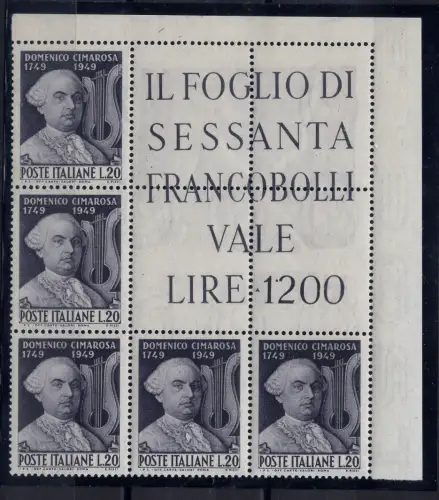 DOMENICO CIMAROSA
1749 1949
POSTE ITALIANE L.20
IL FOGLIO DI
SESSANTA
FRANCOBOLLI
VALE
LIRE 1200
DOMENICO CIMAROSA
1749 1949
POSTE ITALIANE L.20
DOMENICO CIMAROSA
1749 1949
POSTE ITALIANE L.20
DOMENICO CIMAROSA
1749 1949
POSTE ITALIANE L.20
DOMENICO CIMAROSA
1749 1949
POSTE ITALIANE L.20